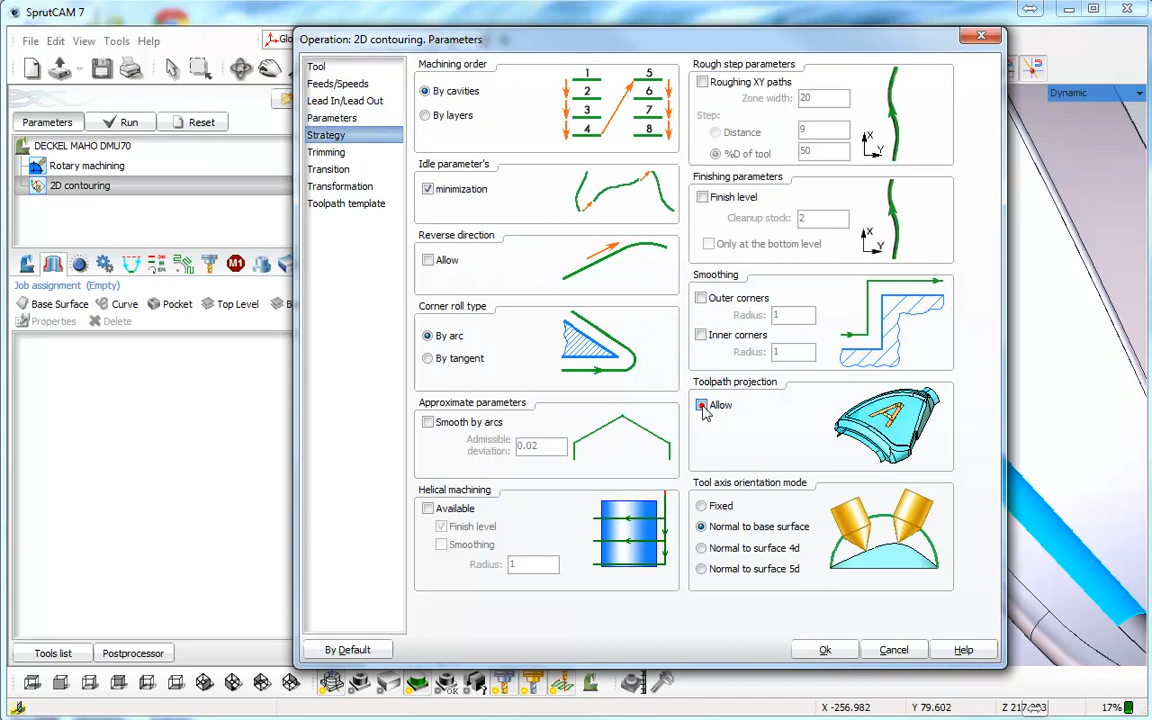 SprutCAM 7
File Edit View Tools Help
Glo
Dynamic
Parameters Run Reset
DECKEL MAHO DMU70
Rotary machining
2D contouring
M1
Job assignment (Empty)
Base Surface Curve Pocket Top Level B
Properties Delete
Tools list Postprocessor
Operation: 2D contouring. Parameters
Tool
Feeds/Speeds
Lead In/Lead Out
Parameters
Strategy
Trimming
Transition
Transformation
Toolpath template
Machining order
By cavities
By layers
1 5
2 6
3 7
4 8
Idle parameter's
minimization
Reverse direction
Allow
Corner roll type
By arc
By tangent
Approximate parameters
Smooth by arcs
Admissible
deviation: 0.02
Helical machining
Available
Finish level
Smoothing
Radius: 1
Rough step parameters
Roughing XY paths
Zone width: 20
Step:
Distance 9
%D of tool 50
X
Y
Finishing parameters
Finish level
Cleanup stock: 2
Only at the bottom level
X
Y
Smoothing
Outer corners
Radius: 1
Inner corners
Radius: 1
Toolpath projection
Allow
A
Tool axis orientation mode
Fixed
Normal to base surface
Normal to surface 4d
Normal to surface 5d
By Default Ok Cancel Help
OK
X -256.982 Y 79.602 17%